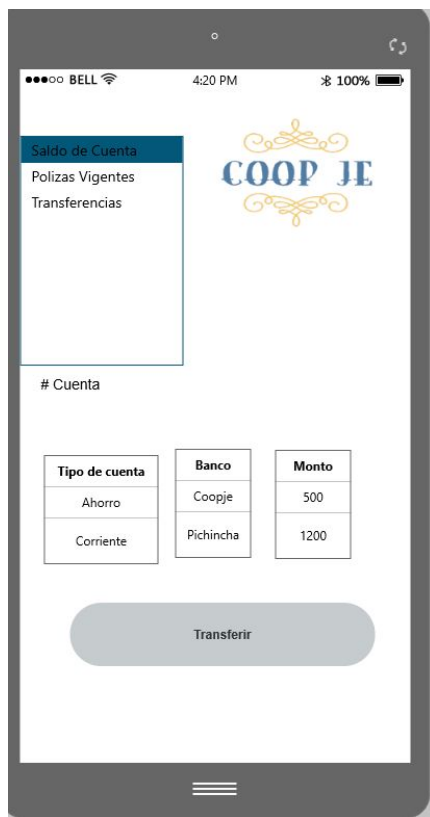 BELL 4:20 PM 100%
Saldo de Cuenta
Polizas Vigentes
Transferencias
COOP JE
# Cuenta
Tipo de cuenta Banco Monto
Ahorro Coopje 500
Corriente Pichincha 1200
Transferir